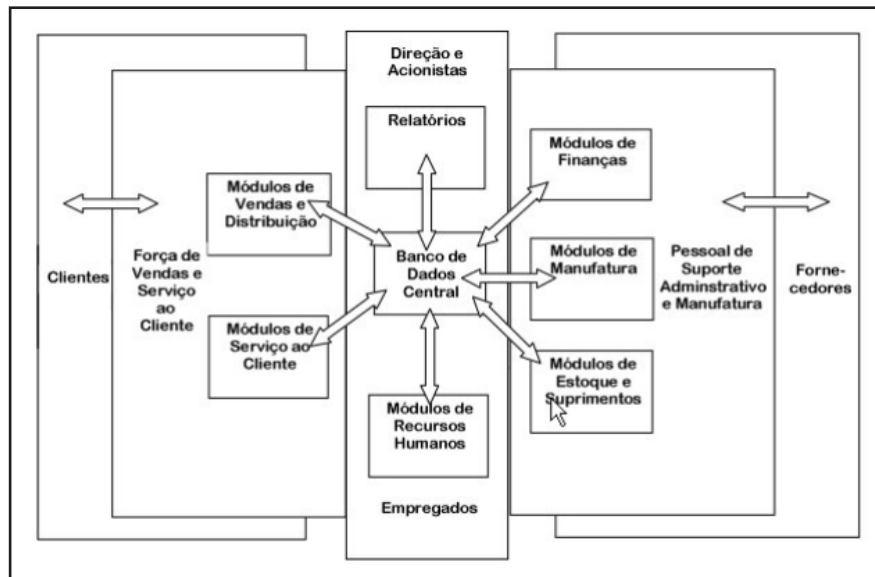 Direção e
Acionistas
Relatórios
Módulos de
Finanças
Módulos de
Vendas e
Distribuição
Banco de
Dados
Central
Módulos de
Manufatura
Clientes
Força de
Vendas e
Serviço
ao
Cliente
Pessoal de
Suporte
Adminstrativo
e Manufatura
Forne-
cedores
Módulos de
Serviço ao
Cliente
Módulos de
Estoque e
Suprimentos
Módulos de
Recursos
Humanos
Empregados